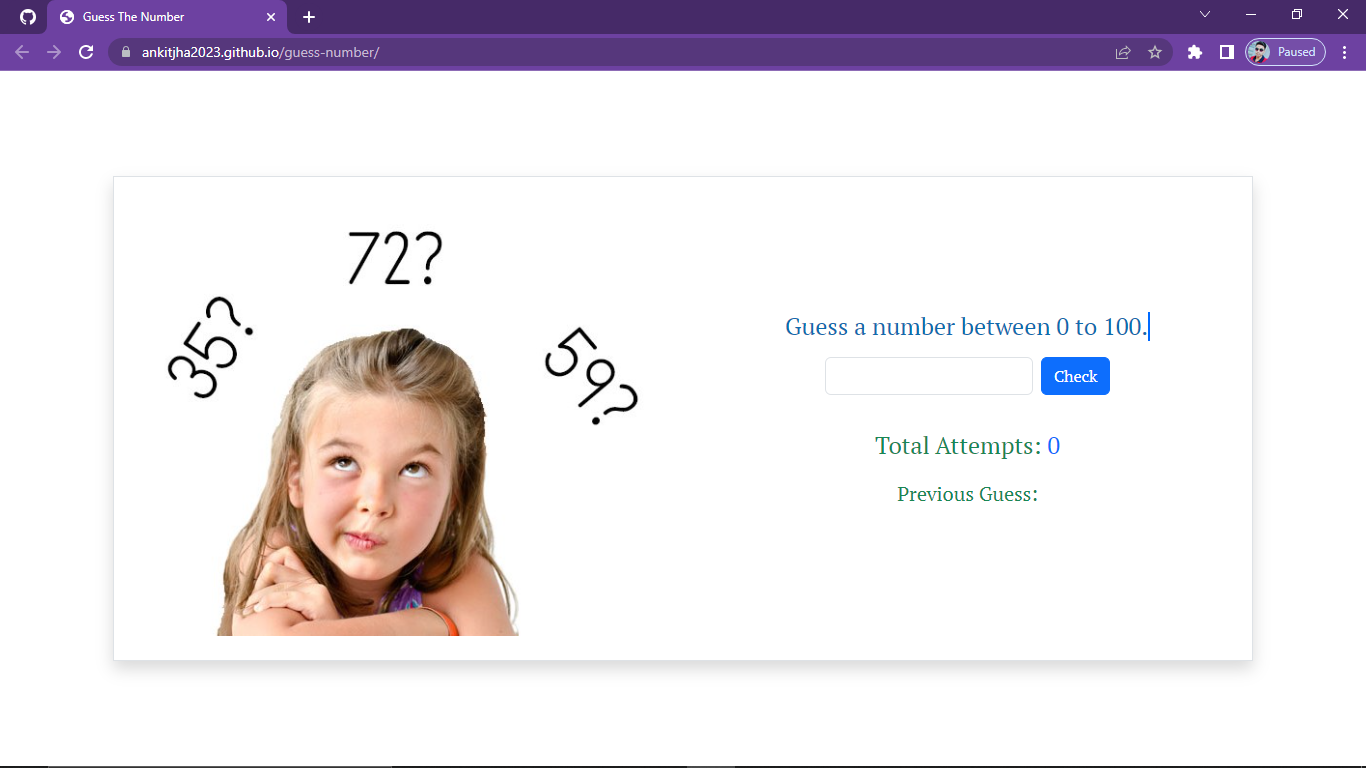 Guess The Number
ankitjha2023.github.io/guess-number/
Paused
72?
35?
59?
Guess a number between 0 to 100.
Check
Total Attempts: 0
Previous Guess: